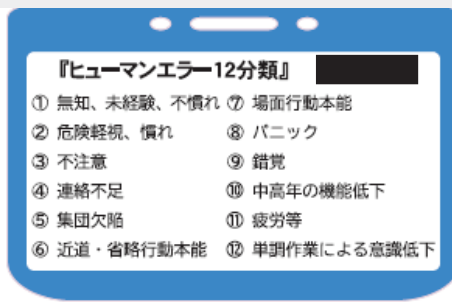 『ヒューマンエラー12分類』
① 無知、未経験、不慣れ
② 危険軽視、慣れ
③ 不注意
④ 連絡不足
⑤ 集団欠陥
⑥ 近道・省略行動本能
⑦ 場面行動本能
⑧ パニック
⑨ 錯覚
⑩ 中高年の機能低下
⑪ 疲労等
⑫ 単調作業による意識低下